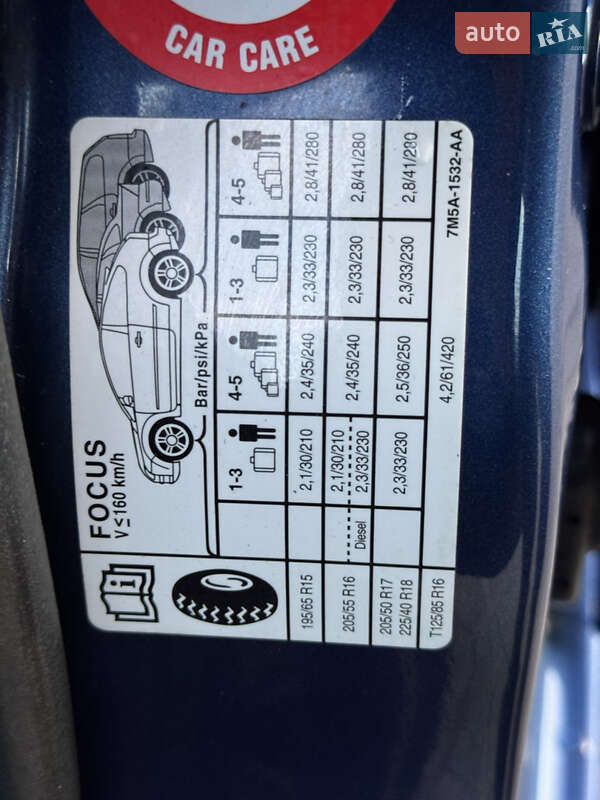 CAR CARE
auto RIA .com
FOCUS
V≤160 km/h
Bar/psi/kPa
1-3 4-5 1-3 4-5
195/65 R15 2,1/30/210 2,4/35/240 2,3/33/230 2,8/41/280
205/55 R16 2,1/30/210 2,4/35/240 2,3/33/230 2,8/41/280
Diesel 2,3/33/230
205/50 R17 2,3/33/230 2,5/36/250 2,3/33/230 2,8/41/280
225/40 R18
T125/85 R16 4,2/61/420
7M5A-1532-AA